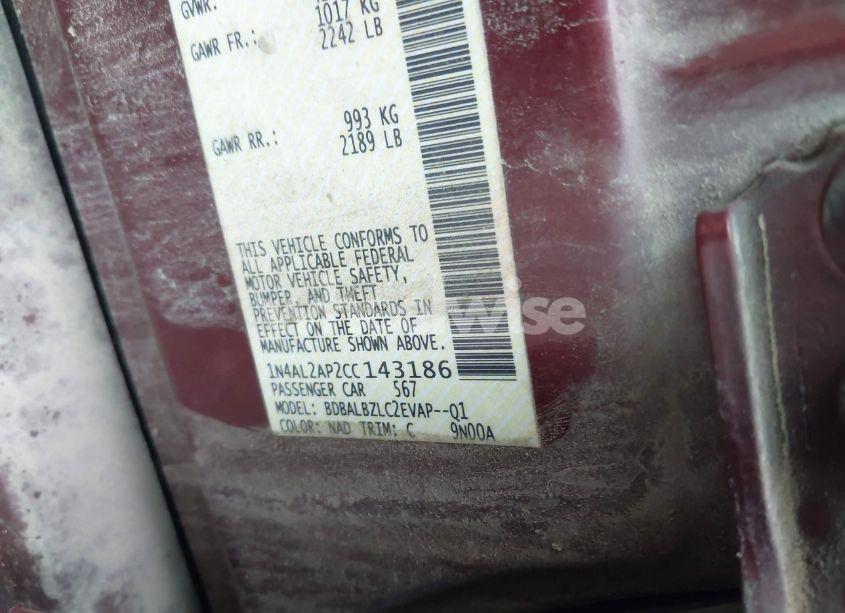 GVWR:
1017 KG
GAWR FR.: 2242 LB
993 KG
GAWR RR.: 2189 LB
THIS VEHICLE CONFORMS TO
ALL APPLICABLE FEDERAL
MOTOR VEHICLE SAFETY,
BUMPER, AND THEFT
PREVENTION STANDARDS IN
EFFECT ON THE DATE OF
MANUFACTURE SHOWN ABOVE.
1N4AL2AP2CC143186
PASSENGER CAR 567
MODEL: BDBALBZLC2EVAP--Q1
COLOR: NAD TRIM: C 9N00A